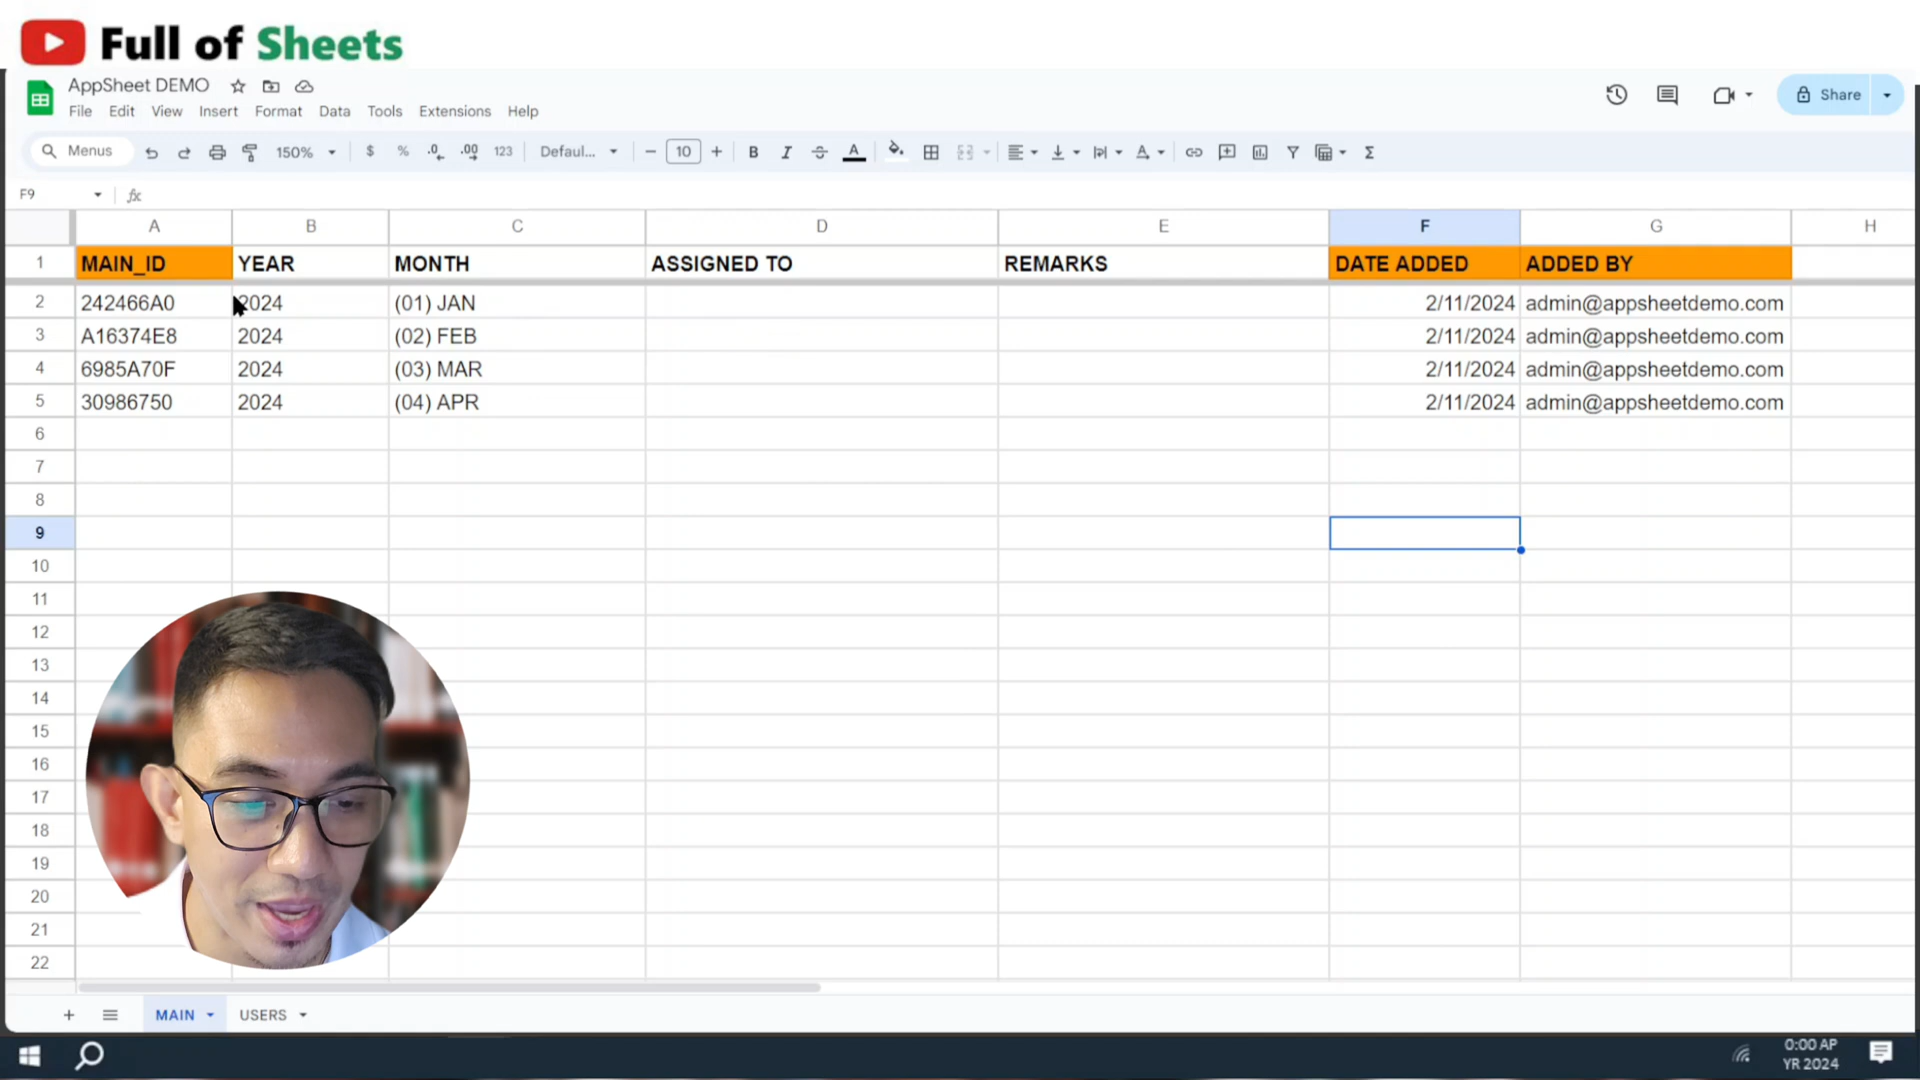 Full of Sheets
AppSheet DEMO
File Edit View Insert Format Data Tools Extensions Help
Share
Menus 150% $ % .0 .00 123 Defaul... 10 B I A Σ
F9 fx
A B C D E F G H
1 MAIN_ID YEAR MONTH ASSIGNED TO REMARKS DATE ADDED ADDED BY
2 242466A0 2024 (01) JAN 2/11/2024 admin@appsheetdemo.com
3 A16374E8 2024 (02) FEB 2/11/2024 admin@appsheetdemo.com
4 6985A70F 2024 (03) MAR 2/11/2024 admin@appsheetdemo.com
5 30986750 2024 (04) APR 2/11/2024 admin@appsheetdemo.com
6
7
8
9
10
11
12
13
14
15
16
17
18
19
20
21
22
MAIN USERS
0:00 AP
YR 2024